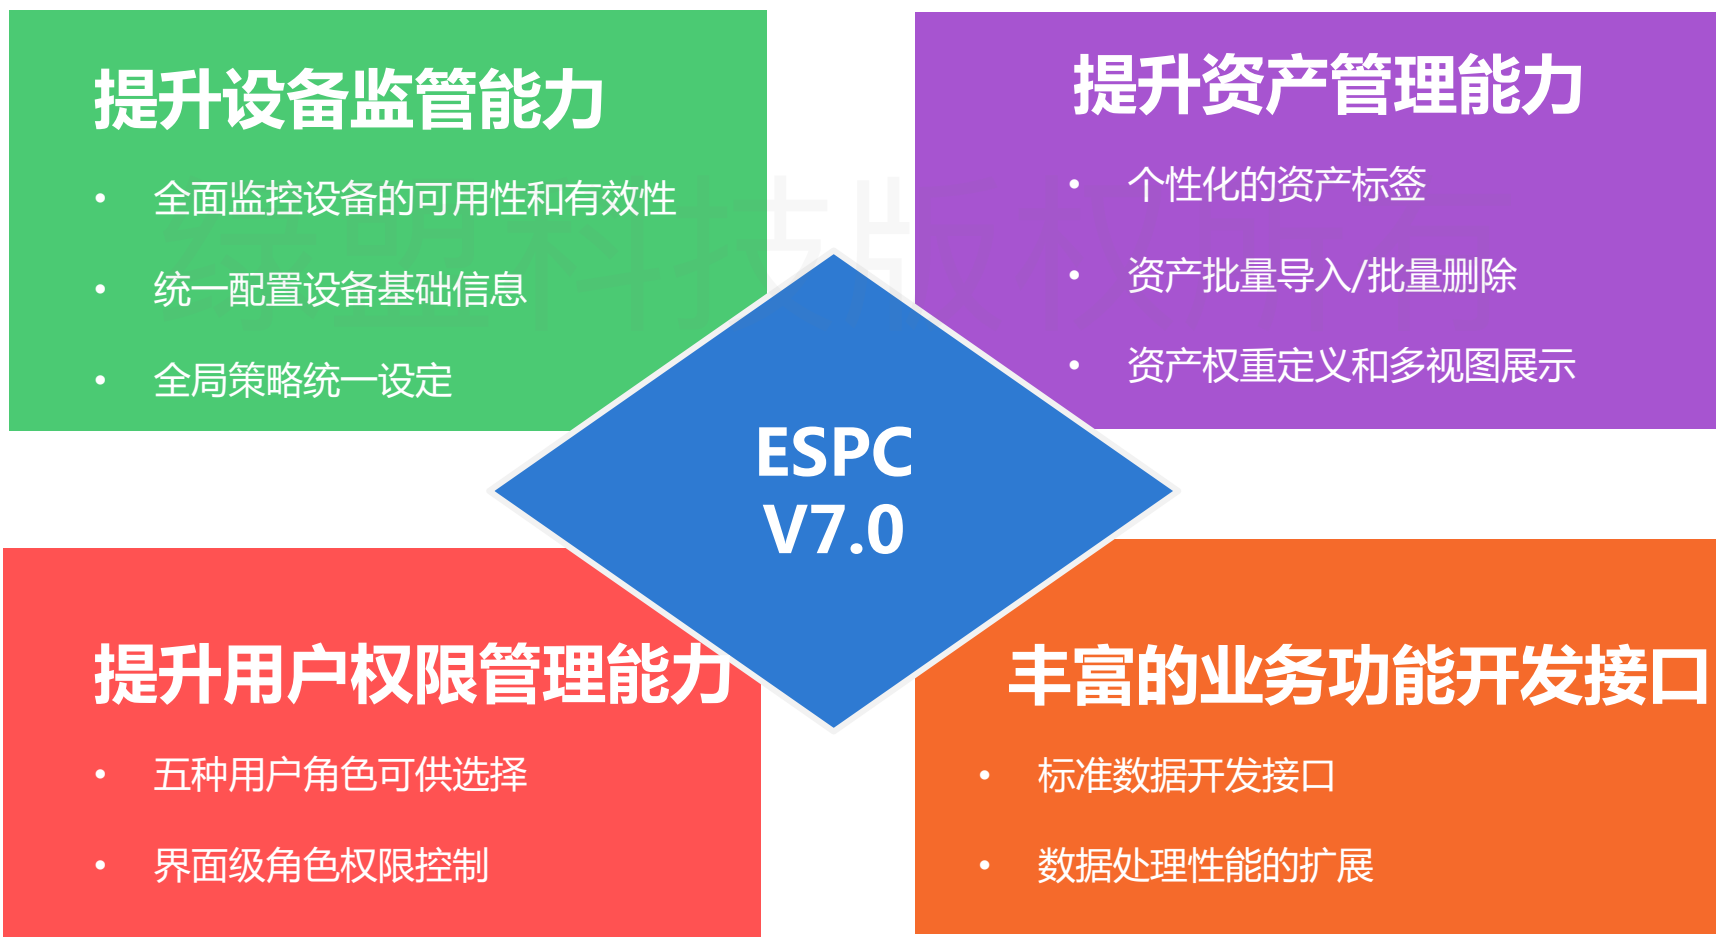 提升设备监管能力
• 全面监控设备的可用性和有效性
• 统一配置设备基础信息
• 全局策略统一设定
提升资产管理能力
• 个性化的资产标签
• 资产批量导入/批量删除
• 资产权重定义和多视图展示
ESPC
V7.0
提升用户权限管理能力
• 五种用户角色可供选择
• 界面级角色权限控制
丰富的业务功能开发接口
• 标准数据开发接口
• 数据处理性能的扩展